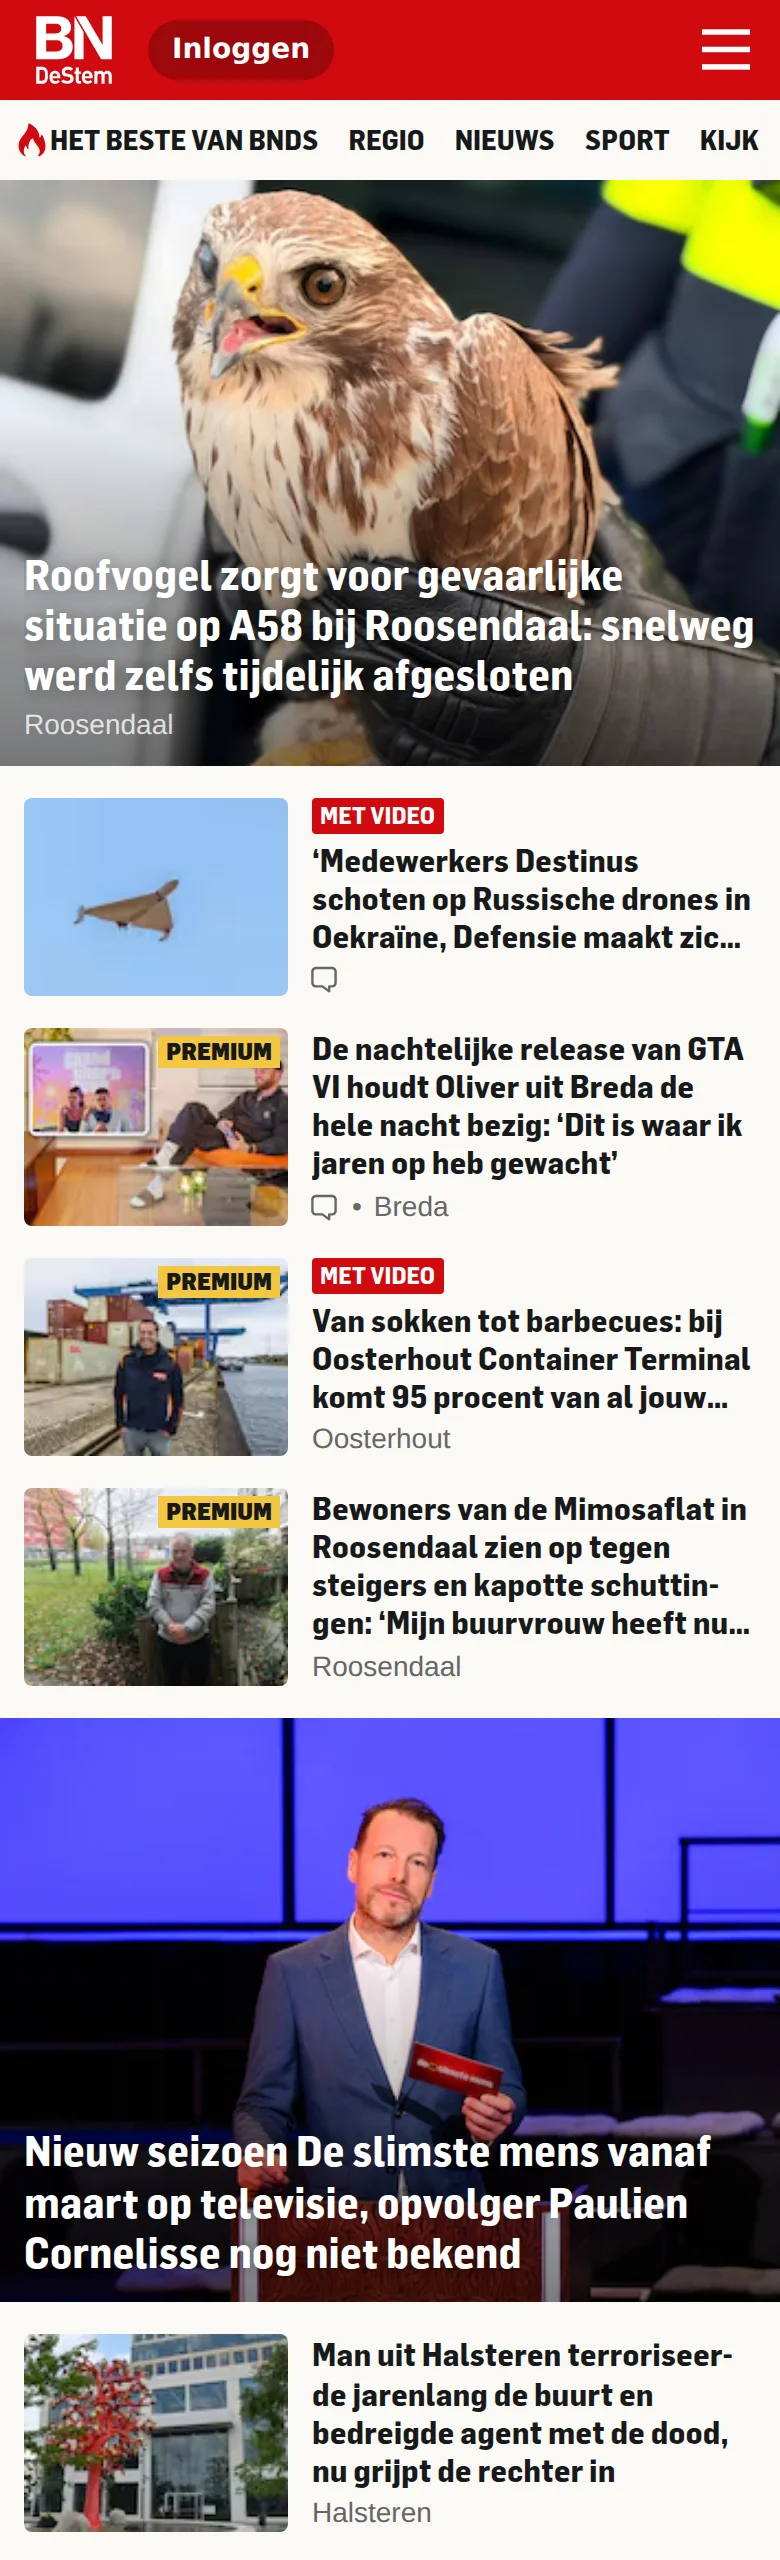 BN
DeStem
Inloggen
HET BESTE VAN BNDS
REGIO
NIEUWS
SPORT
KIJK
Roofvogel zorgt voor gevaarlijke
situatie op A58 bij Roosendaal: snelweg
werd zelfs tijdelijk afgesloten
Roosendaal
MET VIDEO
‘Medewerkers Destinus
schoten op Russische drones in
Oekraïne, Defensie maakt zic...
PREMIUM
De nachtelijke release van GTA
VI houdt Oliver uit Breda de
hele nacht bezig: ‘Dit is waar ik
jaren op heb gewacht’
• Breda
PREMIUM
MET VIDEO
Van sokken tot barbecues: bij
Oosterhout Container Terminal
komt 95 procent van al jouw...
Oosterhout
PREMIUM
Bewoners van de Mimosaflat in
Roosendaal zien op tegen
steigers en kapotte schuttin-
gen: ‘Mijn buurvrouw heeft nu...
Roosendaal
Nieuw seizoen De slimste mens vanaf
maart op televisie, opvolger Paulien
Cornelisse nog niet bekend
Man uit Halsteren terroriseer-
de jarenlang de buurt en
bedreigde agent met de dood,
nu grijpt de rechter in
Halsteren